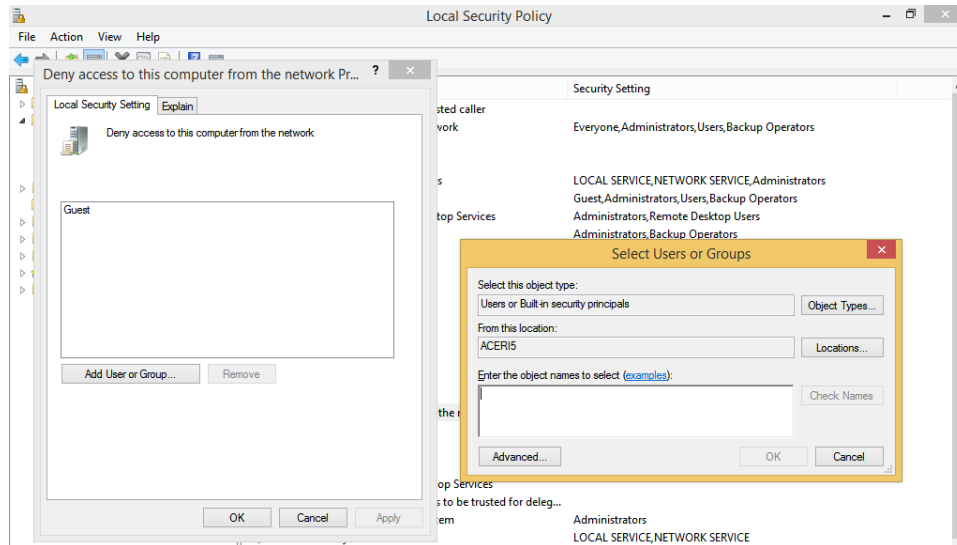 Local Security Policy
File Action View Help
Deny access to this computer from the network Pr... ?
Local Security Setting Explain
Deny access to this computer from the network
Guest
Add User or Group... Remove
OK Cancel Apply
Security Setting
sted caller
work Everyone,Administrators,Users,Backup Operators
s LOCAL SERVICE,NETWORK SERVICE,Administrators
Guest,Administrators,Users,Backup Operators
top Services Administrators,Remote Desktop Users
Administrators,Backup Operators
Select Users or Groups
Select this object type:
Users or Built-in security principals Object Types...
From this location:
ACERI5 Locations...
Enter the object names to select (examples):
Check Names
Advanced... OK Cancel
the r
op Services
s to be trusted for deleg...
tem Administrators
LOCAL SERVICE,NETWORK SERVICE